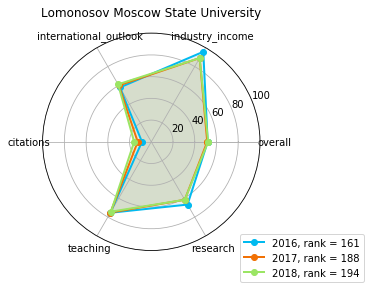 Lomonosov Moscow State University
international_outlook
industry_income
100
80
60
40
20
citations
overall
teaching
research
2016, rank = 161
2017, rank = 188
2018, rank = 194